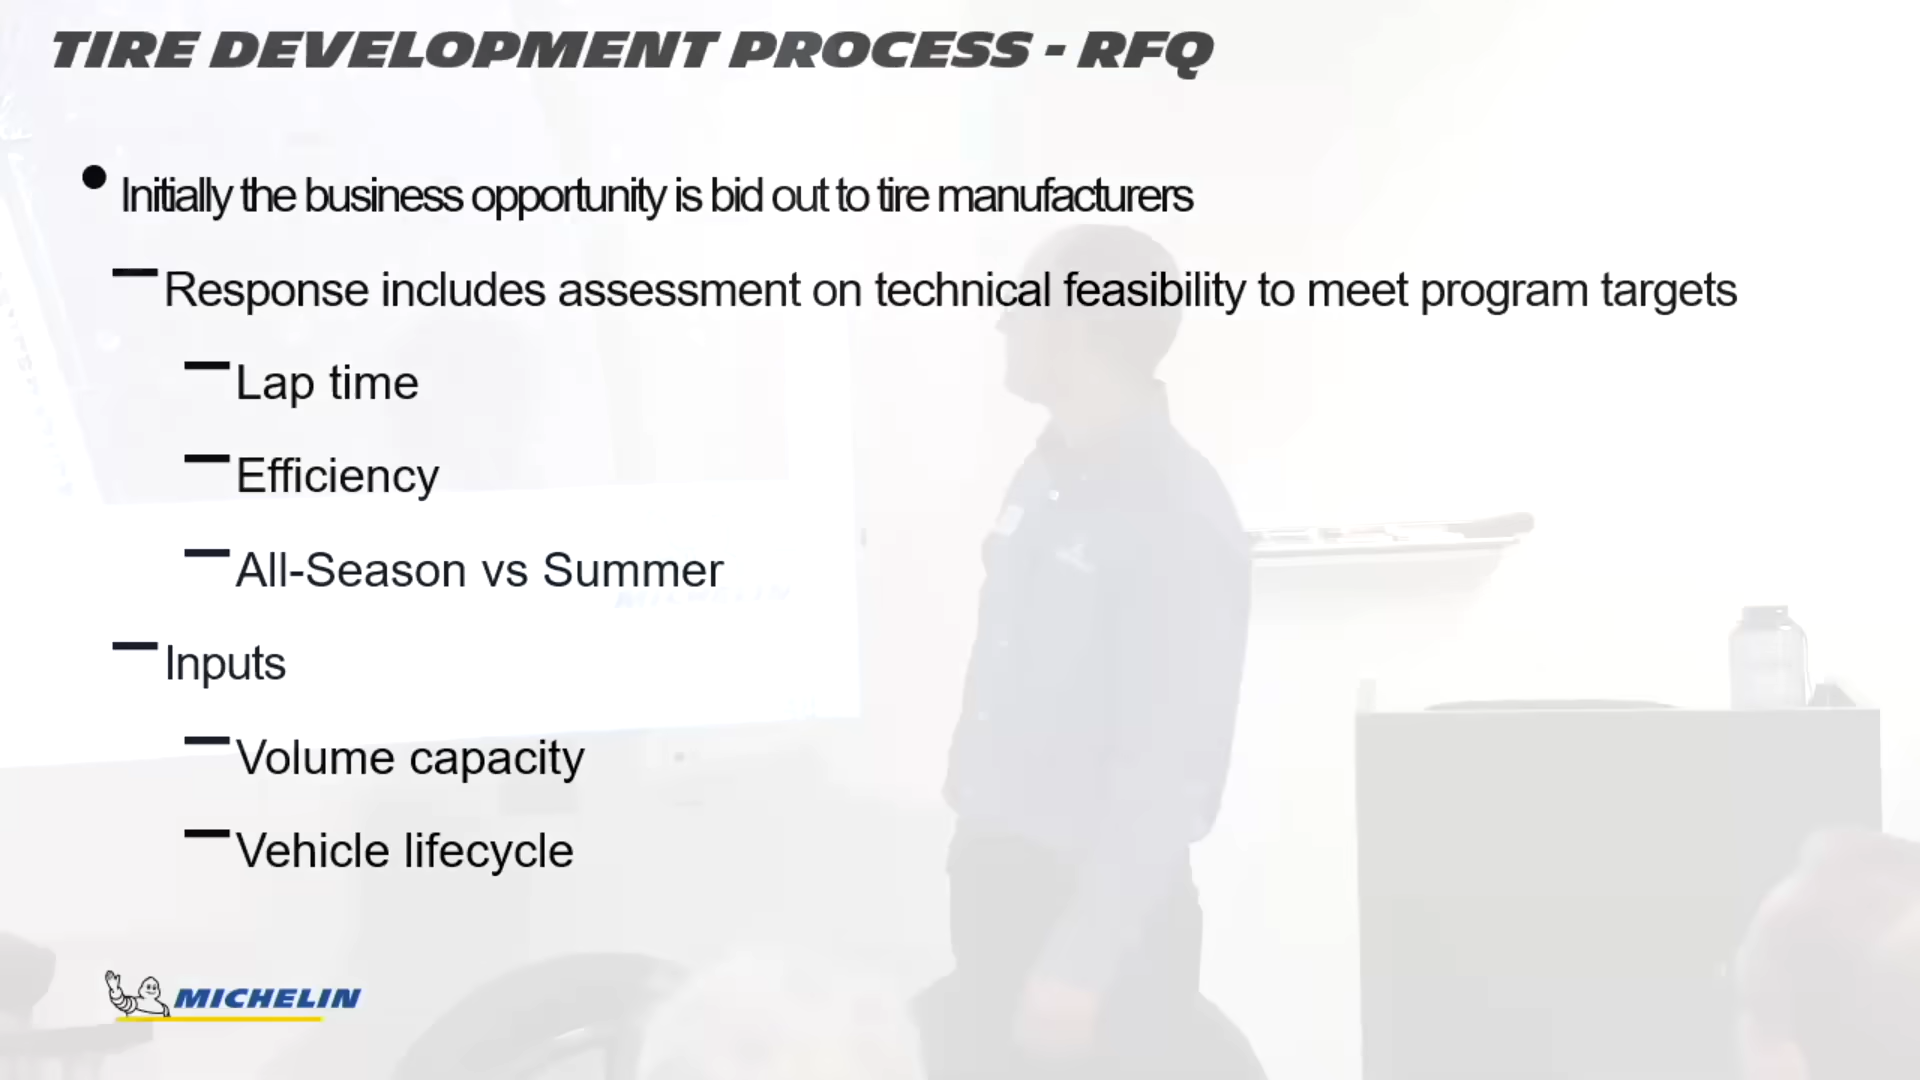 TIRE DEVELOPMENT PROCESS - RFQ
• Initially the business opportunity is bid out to tire manufacturers
— Response includes assessment on technical feasibility to meet program targets
— Lap time
— Efficiency
— All-Season vs Summer
MICHELIN
— Inputs
— Volume capacity
— Vehicle lifecycle
MICHELIN